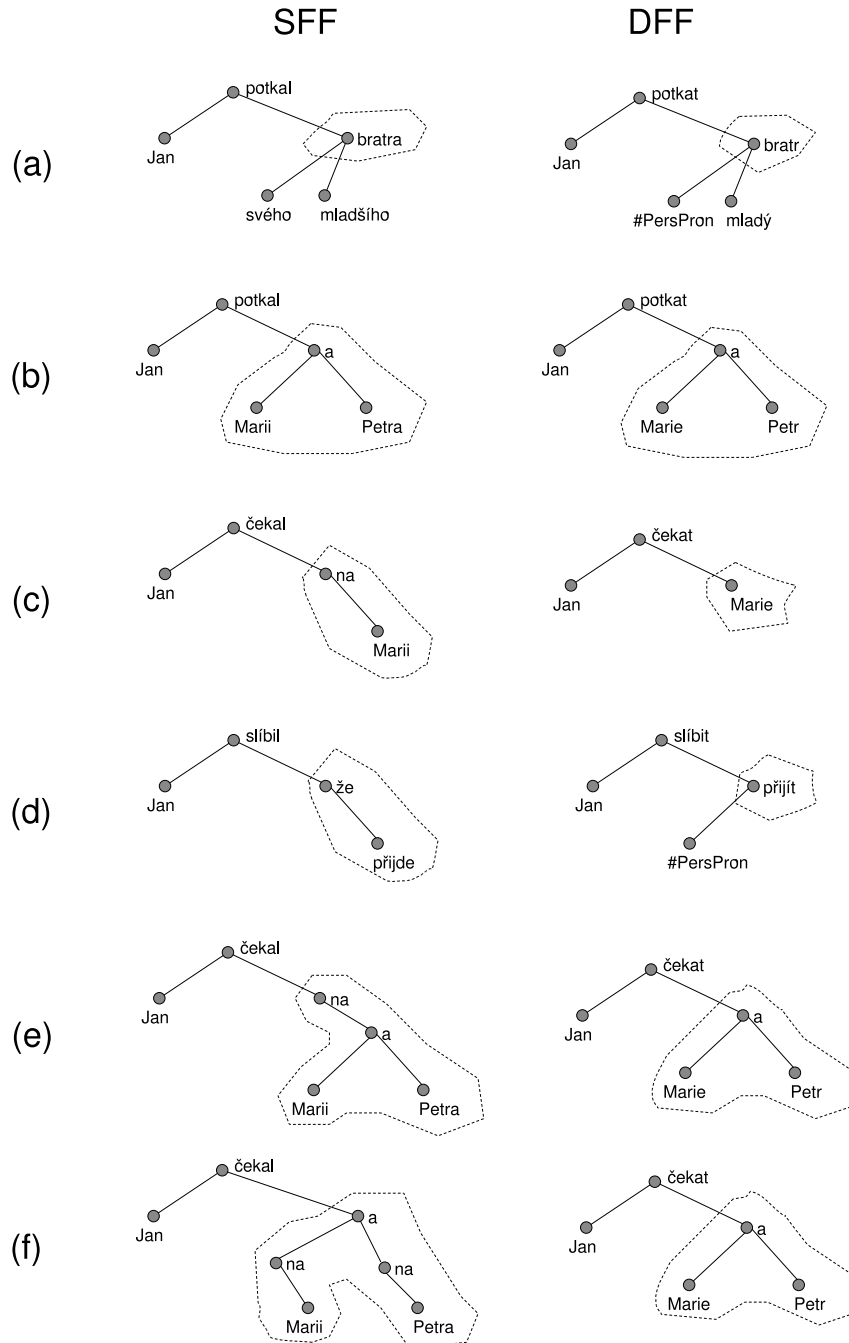 SFF DFF
(a)
potkal
Jan
bratra
svého mladšího
potkat
Jan
bratr
#PersPron mladý
(b)
potkal
Jan
a
Marii Petra
potkat
Jan
a
Marie Petr
(c)
čekal
Jan
na
Marii
čekat
Jan
Marie
(d)
slíbil
Jan
že
přijde
slíbit
Jan
přijít
#PersPron
(e)
čekal
Jan
na
a
Marii Petra
čekat
Jan
a
Marie Petr
(f)
čekal
Jan
a
na na
Marii Petra
čekat
Jan
a
Marie Petr